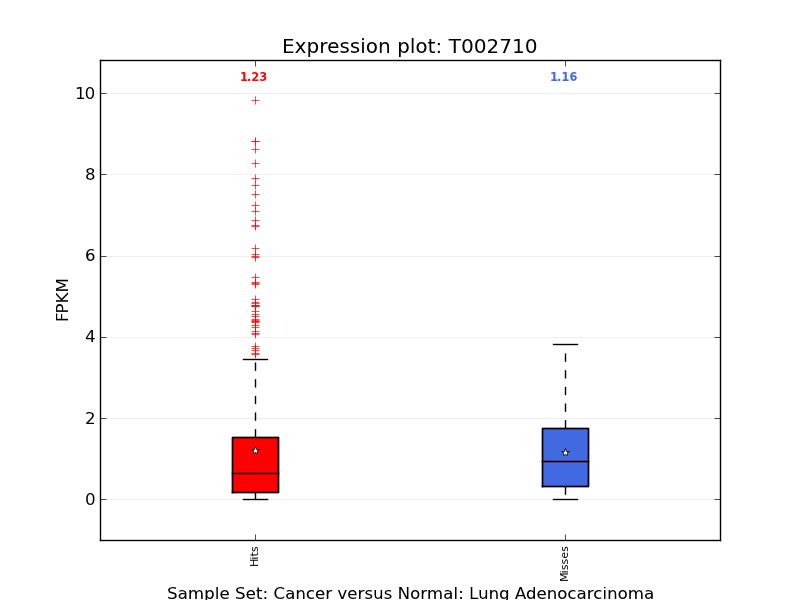 Expression plot: T002710
1.23
1.16
10
8
6
4
2
0
FPKM
Hits
Misses
Sample Set: Cancer versus Normal: Lung Adenocarcinoma